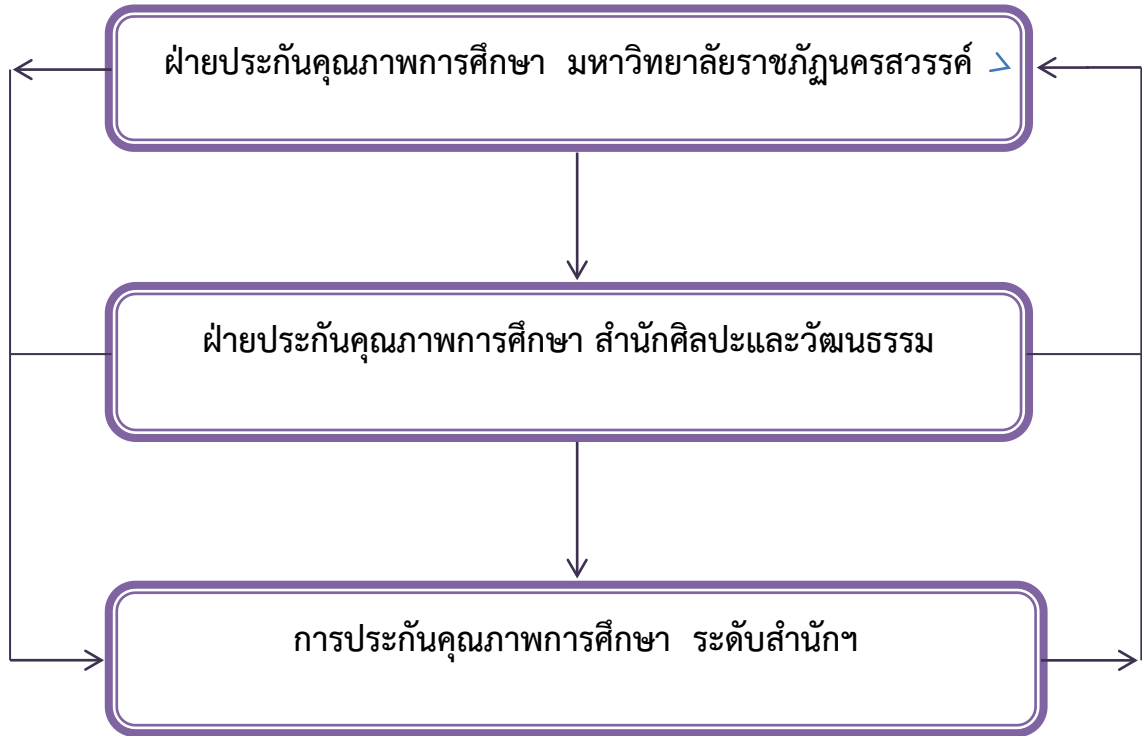 ฝ่ายประกันคุณภาพการศึกษา มหาวิทยาลัยราชภัฏนครสวรรค์
ฝ่ายประกันคุณภาพการศึกษา สำนักศิลปะและวัฒนธรรม
การประกันคุณภาพการศึกษา ระดับสำนักฯ